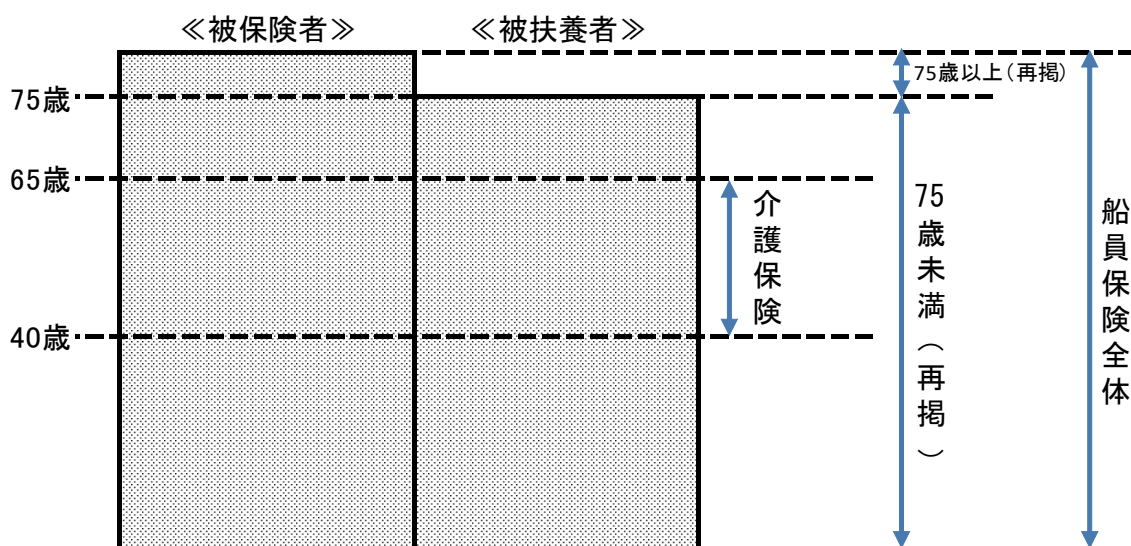 ≪被保険者≫
≪被扶養者≫
75歳以上（再掲）
75歳
65歳
40歳
介護保険
75歳未満（再掲）
船員保険全体